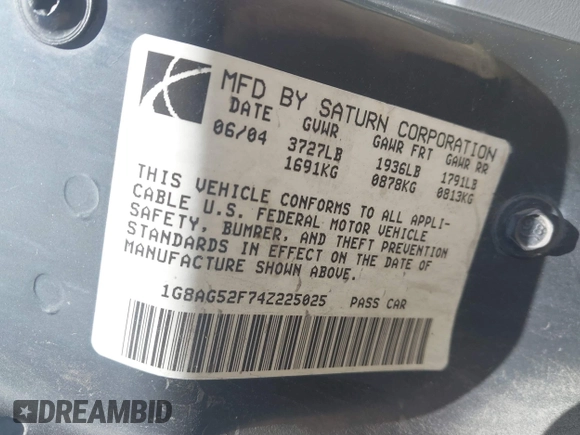 MFD BY SATURN CORPORATION
DATE GVWR GAWR FRT GAWR RR
06/04 3727LB 1936LB 1791LB
1691KG 0878KG 0813KG
THIS VEHICLE CONFORMS TO ALL APPLI-
CABLE U.S. FEDERAL MOTOR VEHICLE
SAFETY, BUMRER, AND THEFT PREVENTION
STANDARDS IN EFFECT ON THE DATE OF
MANUFACTURE SHOWN ABOVE.
1G8AG52F74Z225025 PASS CAR
DREAMBID